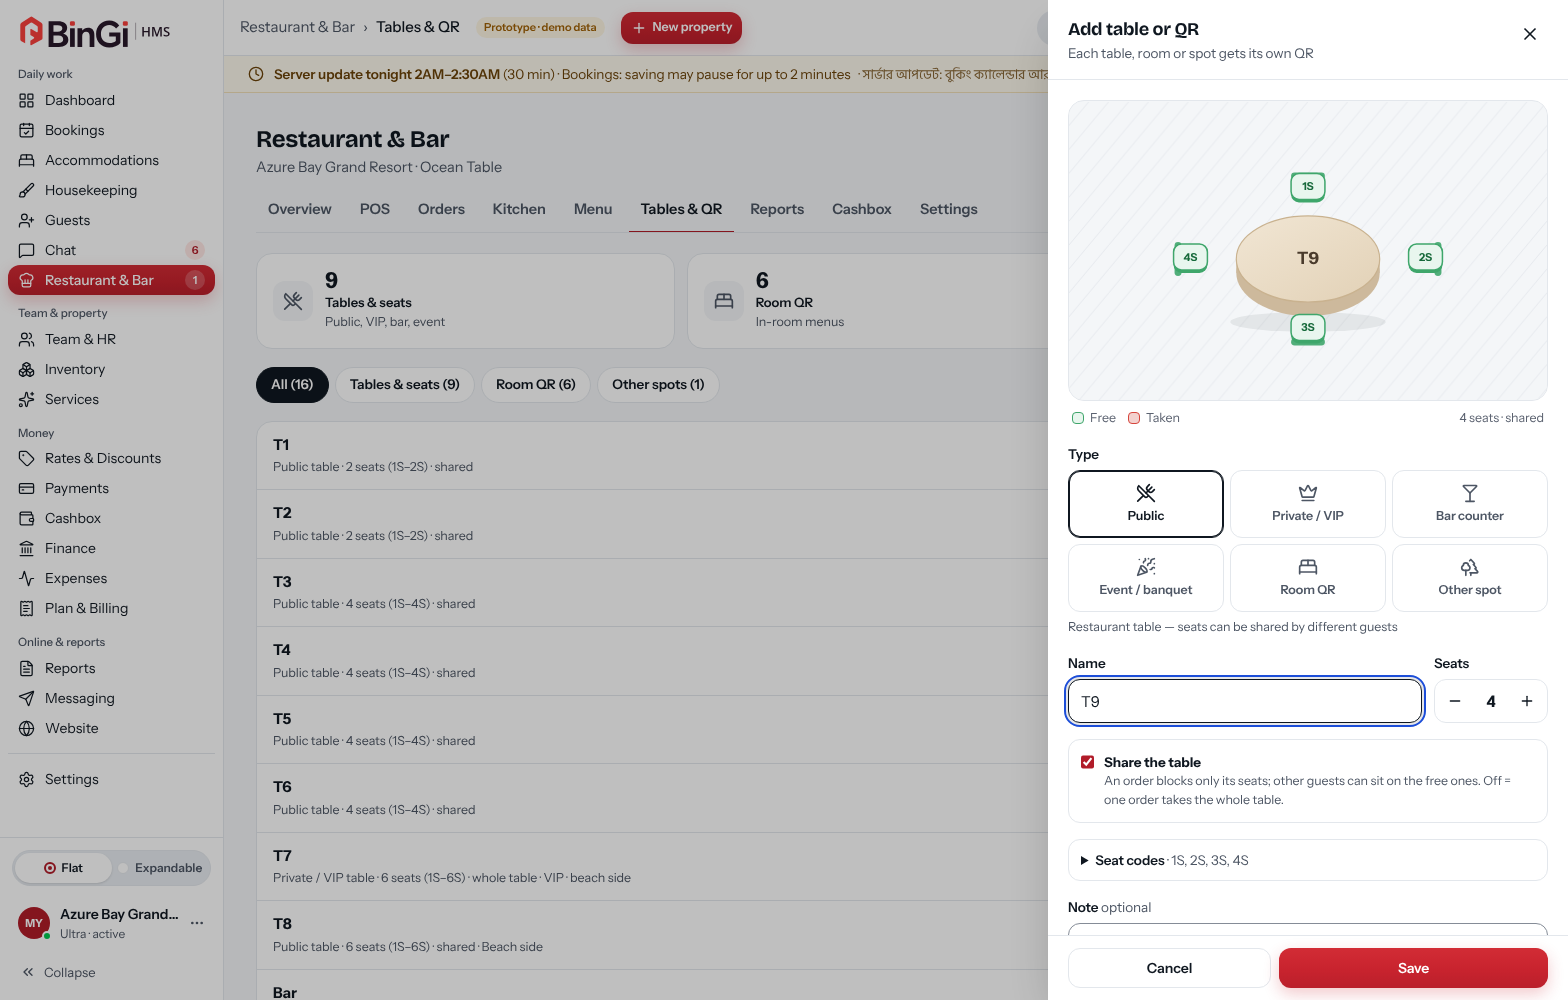 BinGi HMS
Daily work
Dashboard
Bookings
Accommodations
Housekeeping
Guests
Chat 6
Restaurant & Bar 1
Team & property
Team & HR
Inventory
Services
Money
Rates & Discounts
Payments
Cashbox
Finance
Expenses
Plan & Billing
Online & reports
Reports
Messaging
Website
Settings
Flat Expandable
MY Azure Bay Grand...
Ultra · active
Collapse
Restaurant & Bar › Tables & QR Prototype · demo data + New property
Server update tonight 2AM–2:30AM (30 min) · Bookings: saving may pause for up to 2 minutes · সার্ভার আপডেট: বুকিং ক্যালেন্ডার
Restaurant & Bar
Azure Bay Grand Resort · Ocean Table
Overview POS Orders Kitchen Menu Tables & QR Reports Cashbox Settings
9
Tables & seats
Public, VIP, bar, event
6
Room QR
In-room menus
All (16) Tables & seats (9) Room QR (6) Other spots (1)
T1
Public table · 2 seats (1S–2S) · shared
T2
Public table · 2 seats (1S–2S) · shared
T3
Public table · 4 seats (1S–4S) · shared
T4
Public table · 4 seats (1S–4S) · shared
T5
Public table · 4 seats (1S–4S) · shared
T6
Public table · 4 seats (1S–4S) · shared
T7
Private / VIP table · 6 seats (1S–6S) · whole table · VIP · beach side
T8
Public table · 6 seats (1S–6S) · shared · Beach side
Bar
Add table or QR
Each table, room or spot gets its own QR
1S
4S T9 2S
3S
Free Taken 4 seats · shared
Type
Public Private / VIP Bar counter
Event / banquet Room QR Other spot
Restaurant table — seats can be shared by different guests
Name Seats
T9 − 4 +
Share the table
An order blocks only its seats; other guests can sit on the free ones. Off =
one order takes the whole table.
Seat codes · 1S, 2S, 3S, 4S
Note optional
Cancel Save